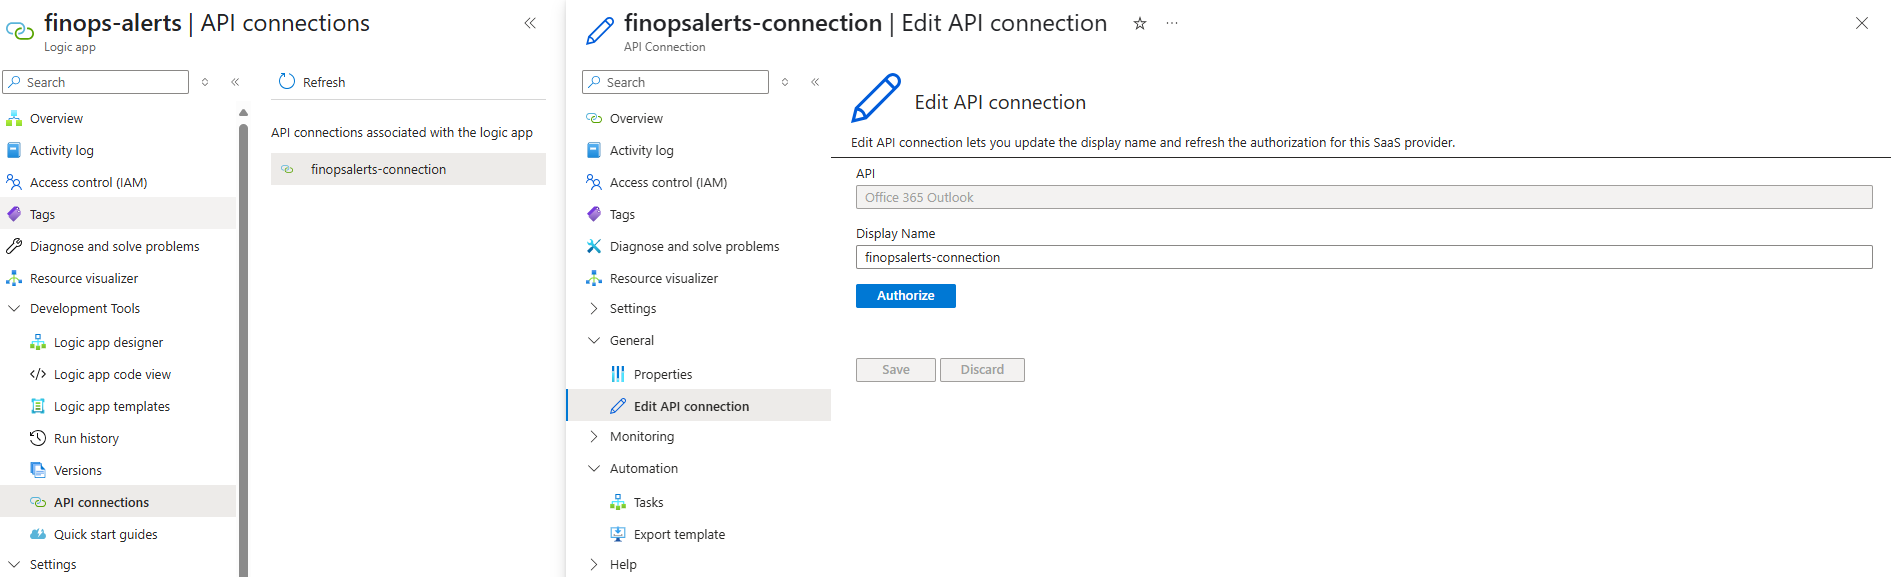 finops-alerts | API connections
Logic app
Search
Overview
Activity log
Access control (IAM)
Tags
Diagnose and solve problems
Resource visualizer
Development Tools
Logic app designer
Logic app code view
Logic app templates
Run history
Versions
API connections
Quick start guides
Settings
Refresh
API connections associated with the logic app
finopsalerts-connection
finopsalerts-connection | Edit API connection
API Connection
Search
Overview
Activity log
Access control (IAM)
Tags
Diagnose and solve problems
Resource visualizer
Settings
General
Properties
Edit API connection
Monitoring
Automation
Tasks
Export template
Help
Edit API connection
Edit API connection lets you update the display name and refresh the authorization for this SaaS provider.
API
Office 365 Outlook
Display Name
finopsalerts-connection
Authorize
Save Discard